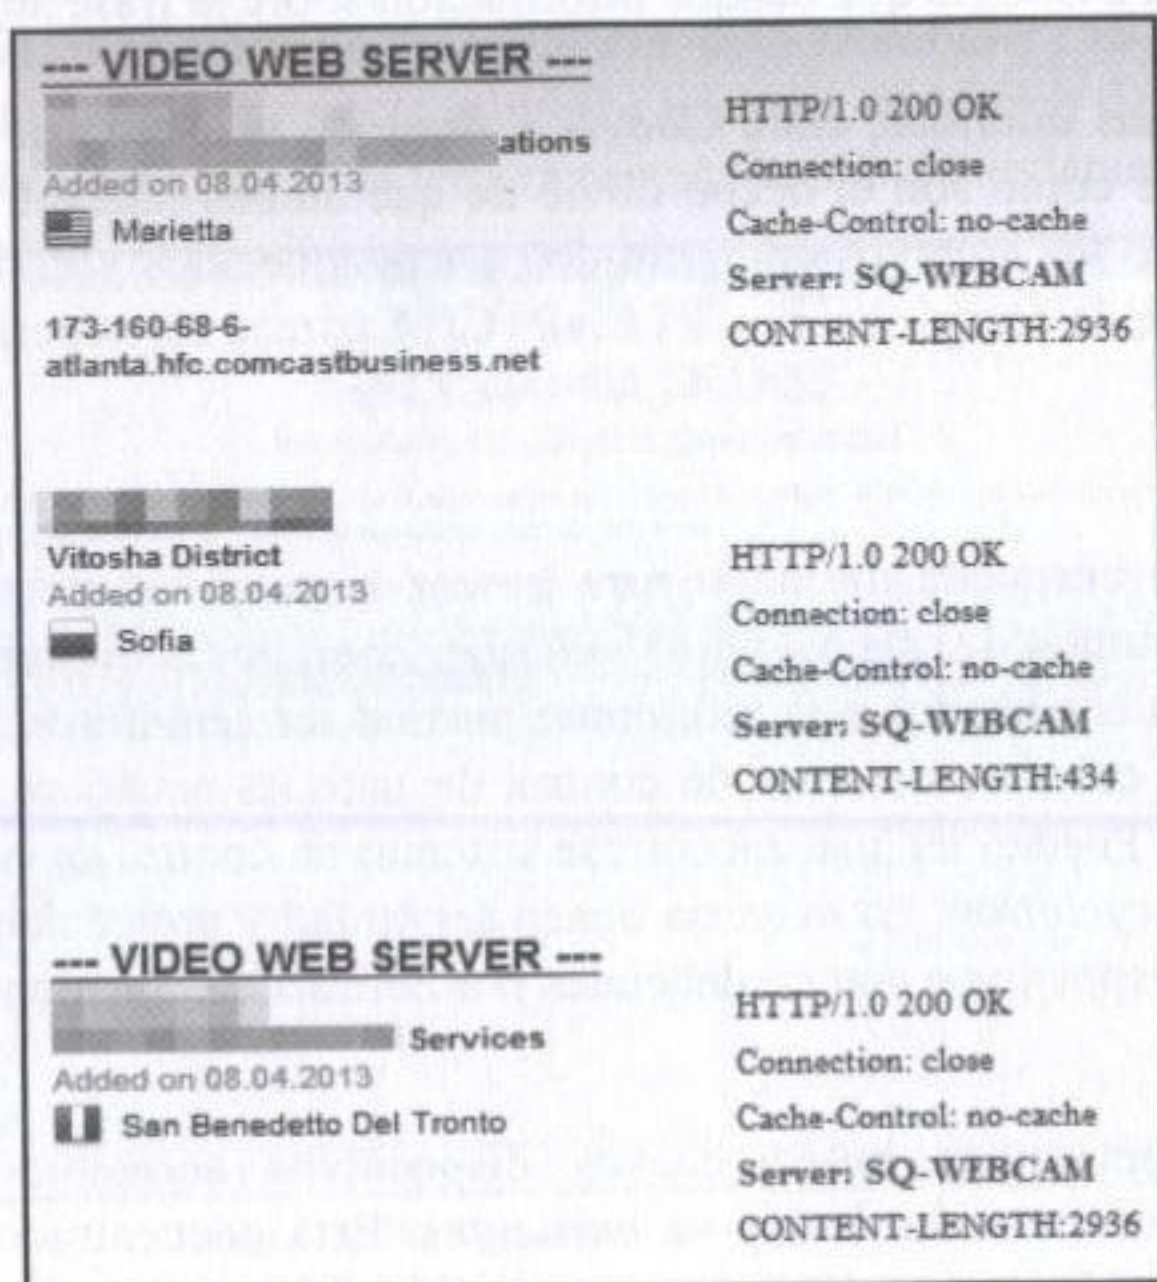 --- VIDEO WEB SERVER ---
ations
Added on 08.04.2013
Marietta
173-160-68-6-
atlanta.hfc.comcastbusiness.net
HTTP/1.0 200 OK
Connection: close
Cache-Control: no-cache
Server: SQ-WEBCAM
CONTENT-LENGTH:2936
Vitosha District
Added on 08.04.2013
Sofia
HTTP/1.0 200 OK
Connection: close
Cache-Control: no-cache
Server: SQ-WEBCAM
CONTENT-LENGTH:434
--- VIDEO WEB SERVER ---
Services
Added on 08.04.2013
San Benedetto Del Tronto
HTTP/1.0 200 OK
Connection: close
Cache-Control: no-cache
Server: SQ-WEBCAM
CONTENT-LENGTH:2936